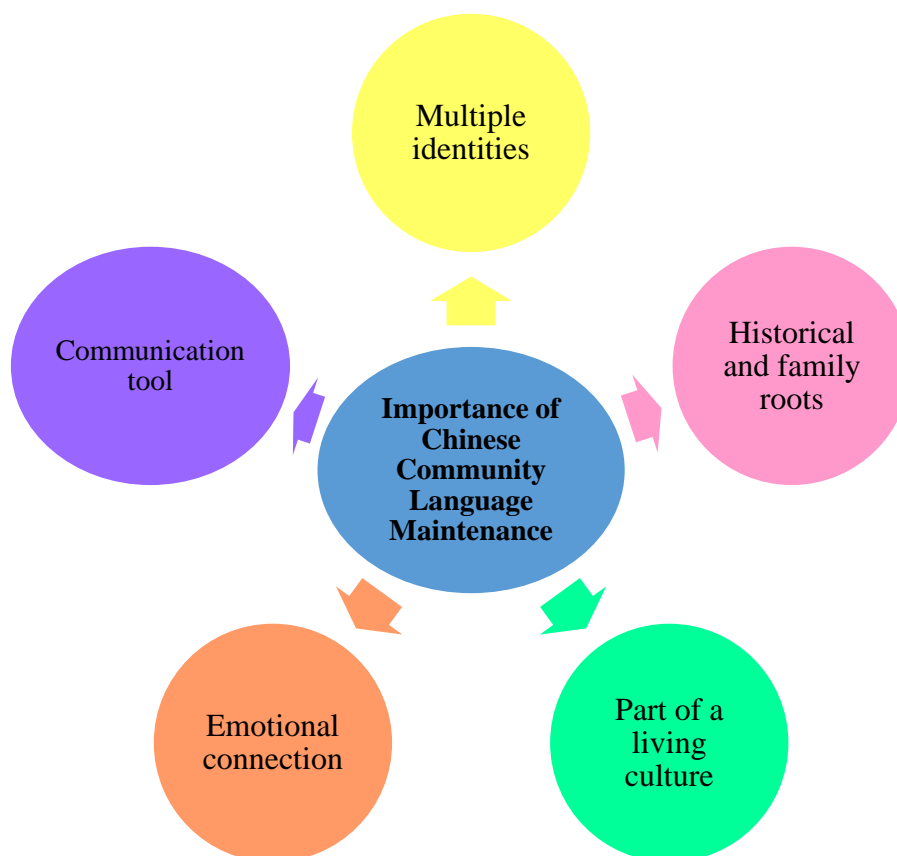 Multiple
identities
Historical
and family
roots
Communication
tool
Importance of
Chinese
Community
Language
Maintenance
Emotional
connection
Part of a
living
culture